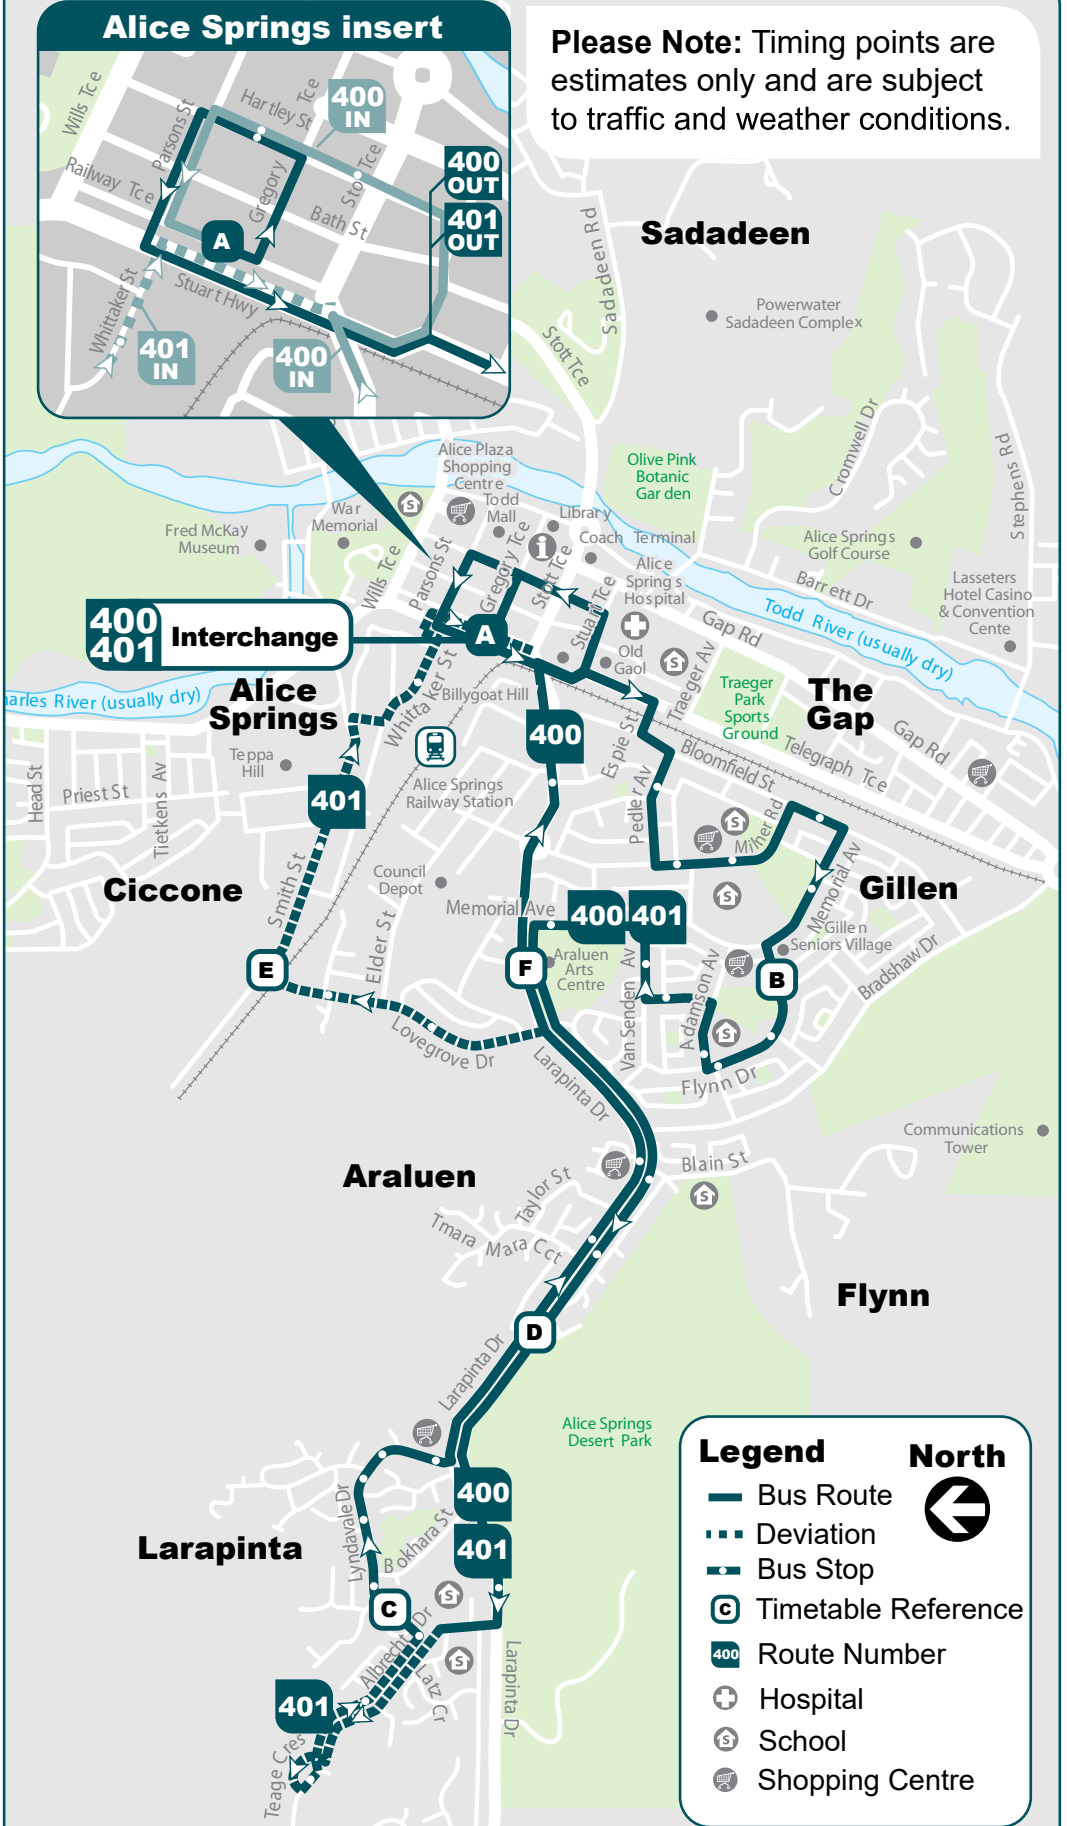 Alice Springs insert
Wills Tce
Parsons St
Hartley St
Tce
400
IN
Railway Tce
Gregory
Stott Tce
Bath St
400
OUT
401
OUT
A
Whittaker St
Stuart Hwy
401
IN
400
IN
Please Note: Timing points are
estimates only and are subject
to traffic and weather conditions.
Sadadeen
Sadadeen Rd
Powerwater
Sadadeen Complex
Stott Tce
Cromwell Dr
Stephens Rd
Alice Plaza
Shopping
Centre
Olive Pink
Botanic
Garden
War
Memorial
Todd
Mall
Library
Fred McKay
Museum
Coach Terminal
Alice Springs
Golf Course
Wills Tce
Parsons St
Gregory Tce
Stott Tce
Stuart Tce
Alice
Springs
Hospital
Barrett Dr
Lasseters
Hotel Casino
& Convention
Cente
400
401
Interchange
A
Gap Rd
Todd River (usually dry)
Old
Gaol
Traeger Av
harles River (usually dry)
Alice
Springs
Whittaker St
Billygoat Hill
Traeger
Park
Sports
Ground
The
Gap
400
Espie St
Gap Rd
Teppa
Hill
Alice Springs
Railway Station
Bloomfield St
Telegraph Tce
Head St
Priest St
Tietkens Av
401
Pedler Av
Milner Rd
Ciccone
Smith St
Council
Depot
Memorial Ave
400
401
Memorial Av
Gillen
Gillen
Seniors Village
Bradshaw Dr
E
Elder St
F
Araluen
Arts
Centre
Van Senden Av
Adamson Av
B
Lovegrove Dr
Larapinta Dr
Flynn Dr
Communications
Tower
Araluen
Blain St
Taylor St
Tmara Mara Cct
Flynn
D
Larapinta Dr
Alice Springs
Desert Park
Larapinta
Lyndavale Dr
Bokhara St
400
401
C
Albrecht Dr
Latz Cr
Larapinta Dr
401
Teage Cres
Legend
North
Bus Route
Deviation
Bus Stop
C
Timetable Reference
400
Route Number
Hospital
School
Shopping Centre